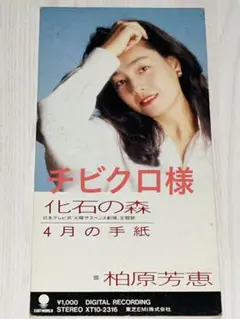 チビクロ様
化石の森
日本テレビ系「火曜サスペンス劇場」主題歌
4月の手紙
唄 柏原芳恵
EASTWORLD
¥1,000 DIGITAL RECORDING
STEREO XT10-2316 東芝EMI株式会社